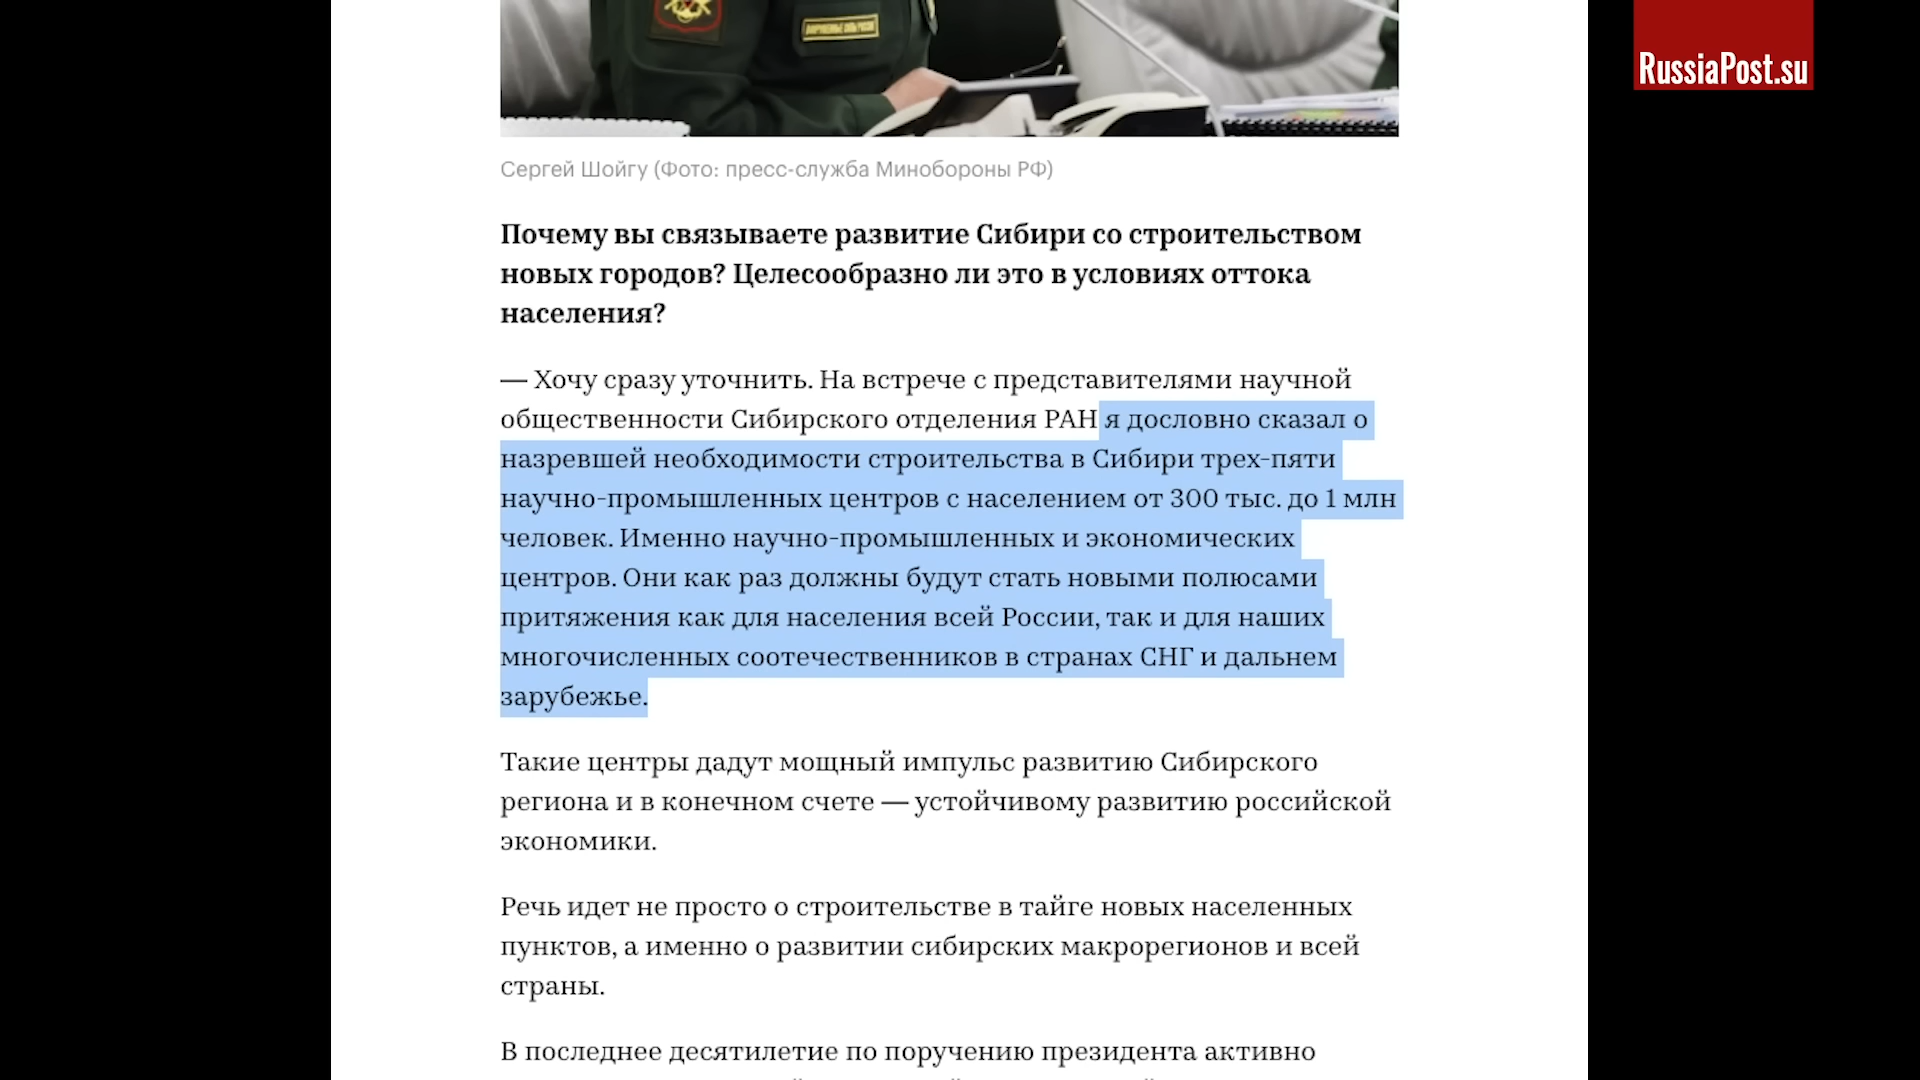 RussiaPost.su
Сергей Шойгу (Фото: пресс-служба Минобороны РФ)
Почему вы связываете развитие Сибири со строительством
новых городов? Целесообразно ли это в условиях оттока
населения?
— Хочу сразу уточнить. На встрече с представителями научной
общественности Сибирского отделения РАН я дословно сказал о
назревшей необходимости строительства в Сибири трех-пяти
научно-промышленных центров с населением от 300 тыс. до 1 млн
человек. Именно научно-промышленных и экономических
центров. Они как раз должны будут стать новыми полюсами
притяжения как для населения всей России, так и для наших
многочисленных соотечественников в странах СНГ и дальнем
зарубежье.
Такие центры дадут мощный импульс развитию Сибирского
региона и в конечном счете — устойчивому развитию российской
экономики.
Речь идет не просто о строительстве в тайге новых населенных
пунктов, а именно о развитии сибирских макрорегионов и всей
страны.
В последнее десятилетие по поручению президента активно